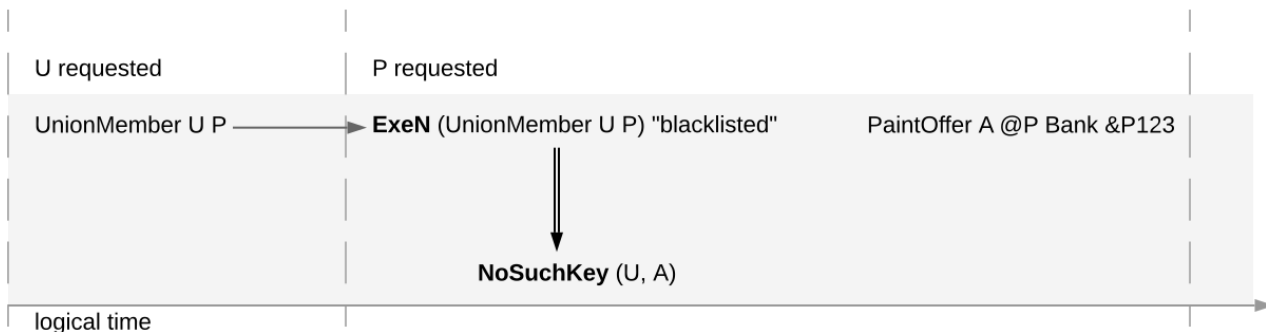 U requested
P requested
UnionMember U P
ExeN (UnionMember U P) "blacklisted"
PaintOffer A @P Bank &P123
NoSuchKey (U, A)
logical time